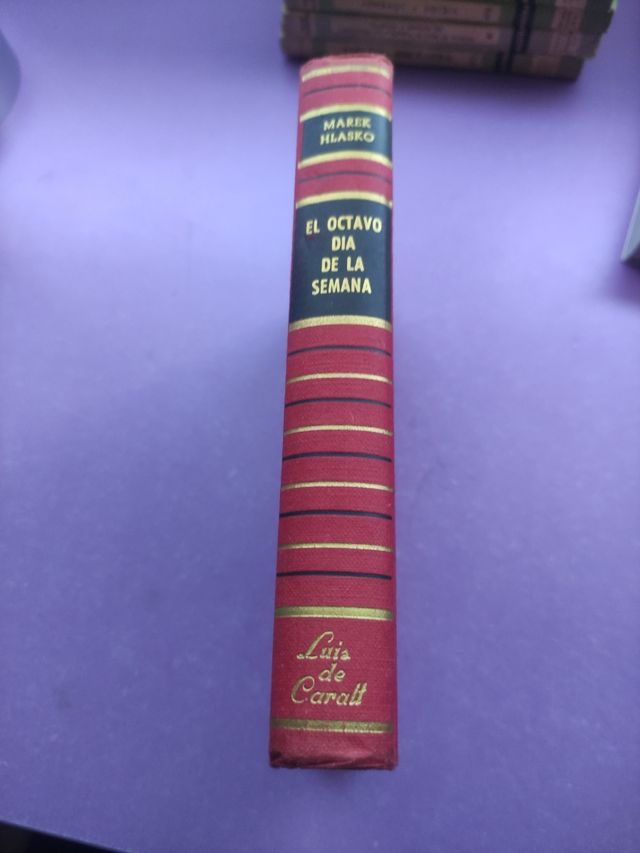 MAREK
HLASKO
EL OCTAVO
DIA
DE LA
SEMANA
Luis
de
Caralt